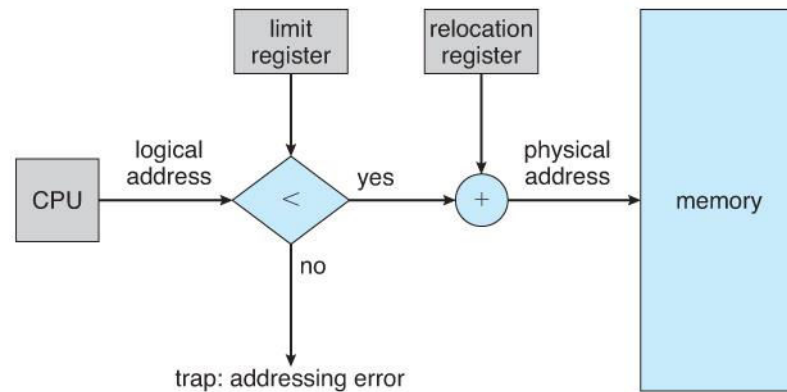 limit
register
relocation
register
logical
address
yes
physical
address
CPU
<
+
memory
no
trap: addressing error